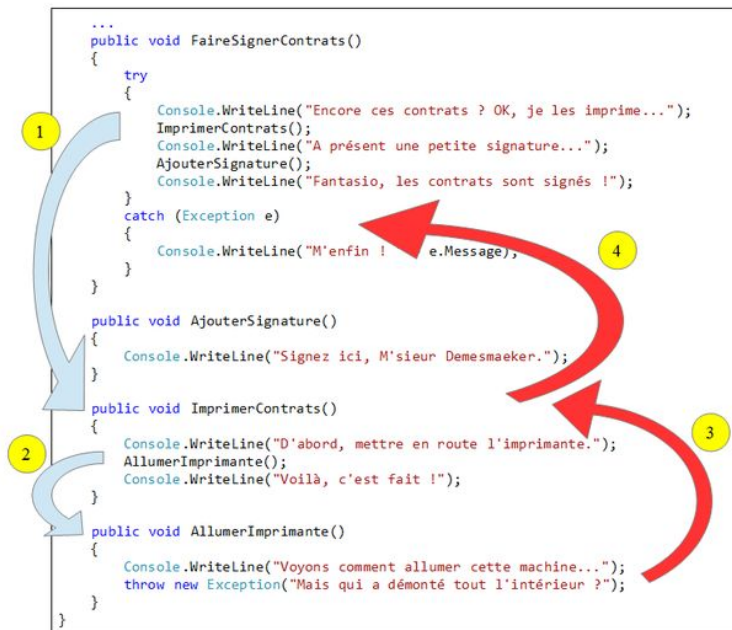 ...
public void FaireSignerContrats()
{
try
{
Console.WriteLine("Encore ces contrats ? OK, je les imprime...");
ImprimerContrats();
Console.WriteLine("A présent une petite signature...");
AjouterSignature();
Console.WriteLine("Fantasio, les contrats sont signés !");
}
catch (Exception e)
{
Console.WriteLine("M'enfin ! e.Message);
}
}
public void AjouterSignature()
{
Console.WriteLine("Signez ici, M'sieur Demesmaeker.");
}
public void ImprimerContrats()
{
Console.WriteLine("D'abord, mettre en route l'imprimante.");
AllumerImprimante();
Console.WriteLine("Voilà, c'est fait !");
}
public void AllumerImprimante()
{
Console.WriteLine("Voyons comment allumer cette machine...");
throw new Exception("Mais qui a démonté tout l'intérieur ?");
}
}
1
2
3
4